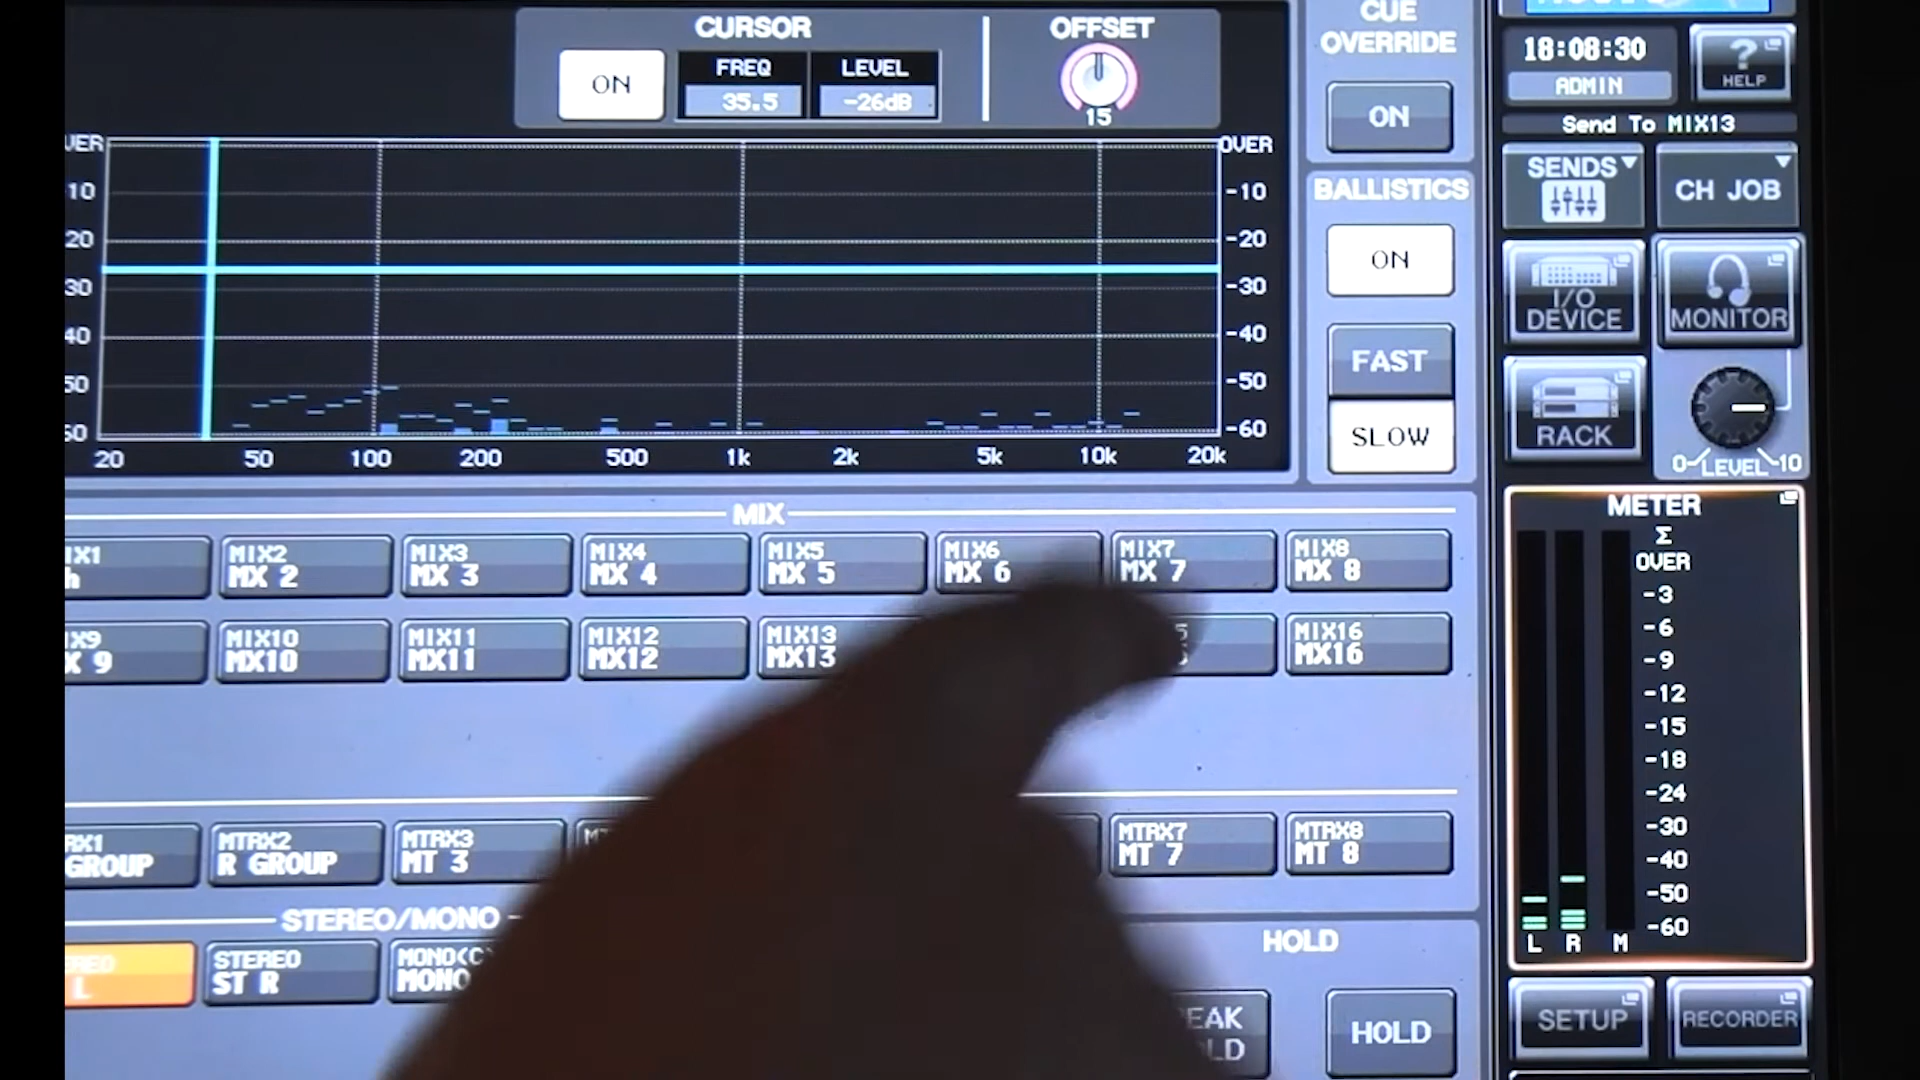 CURSOR
ON
FREQ
35.5
LEVEL
-26dB
OFFSET
15
CUE
OVERRIDE
ON
18:08:30
ADMIN
?
HELP
Send To MIX13
SENDS
CH JOB
OVER
-10
-20
-30
-40
-50
-60
10
20
30
40
50
20
50
100
200
500
1k
2k
5k
10k
20k
BALLISTICS
ON
FAST
SLOW
I/O
DEVICE
MONITOR
RACK
0 LEVEL 10
METER
Σ
OVER
-3
-6
-9
-12
-15
-18
-24
-30
-40
-50
-60
L R M
MIX
MIX2
MX 2
MIX3
MX 3
MIX4
MX 4
MIX5
MX 5
MIX6
MX 6
MIX7
MX 7
MIX8
MX 8
MIX10
MX10
MIX11
MX11
MIX12
MX12
MIX13
MX13
MIX16
MX16
GROUP
MTRX2
R GROUP
MTRX3
MT 3
MTRX7
MT 7
MTRX8
MT 8
STEREO/MONO
L
STEREO
ST R
MONO(C)
MONO
HOLD
HOLD
SETUP
RECORDER